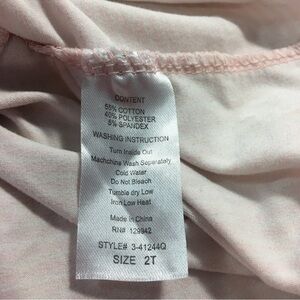 CONTENT
55% COTTON
40% POLYESTER
5% SPANDEX
WASHING INSTRUCTION
Turn Inside Out
Machchine Wash Seperately
Cold Water
Do Not Bleach
Tumble dry Low
Iron Low Heat
Made in China
RN# 129942
STYLE# 3-41244Q
SIZE 2T